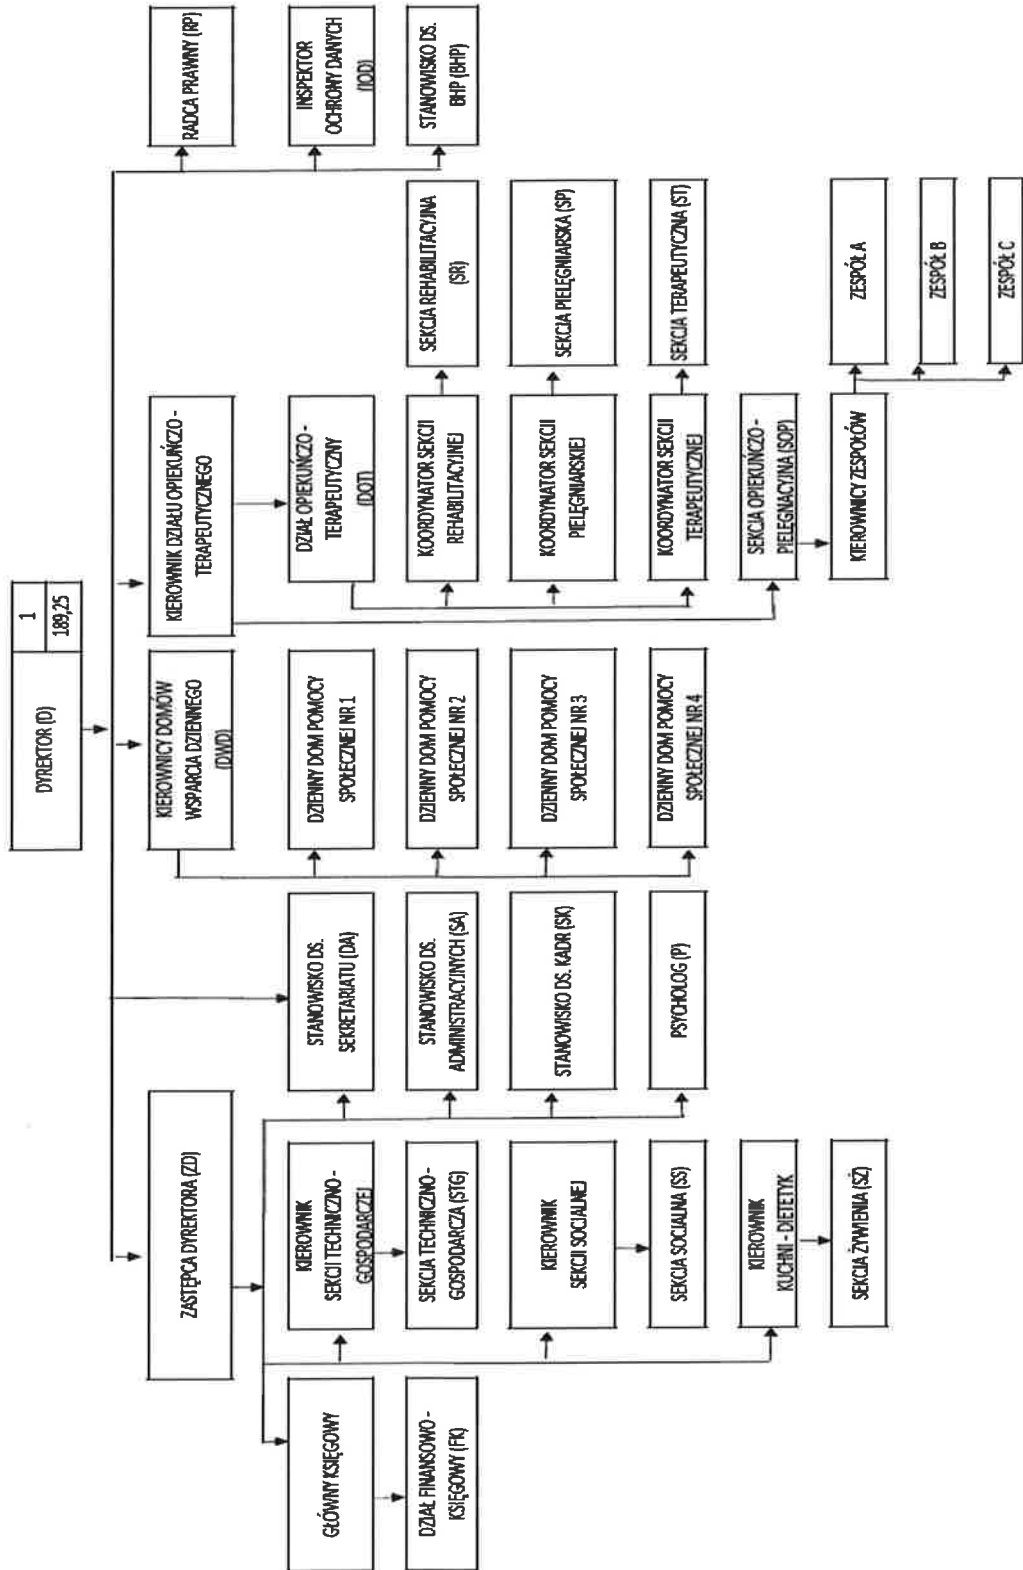 DYREKTOR (D)
1
189,25
ZASTĘPCA DYREKTORA (ZD)
KIEROWNICY DOMÓW
WSPARCIA DZIENNEGO
(DWD)
KIEROWNIK DZIAŁU OPIEKUŃCZO -
TERAPEUTYCZNEGO
RADCA PRAWNY (RP)
GŁÓWNY KSIĘGOWY
KIEROWNIK
SEKCJI TECHNICZNO -
GOSPODARCZEJ
STANOWISKO DS.
SEKRETARIATU (DA)
DZIENNY DOM POMOCY
SPOŁECZNEJ NR 1
DZIAŁ OPIEKUŃCZO -
TERAPEUTYCZNY
(DOT)
INSPEKTOR
OCHRONY DANYCH
(IOD)
DZIAŁ FINANSOWO -
KSIĘGOWY (FK)
SEKCJA TECHNICZNO-
GOSPODARCZA (STG)
STANOWISKO DS.
ADMINISTRACYJNYCH (SA)
DZIENNY DOM POMOCY
SPOŁECZNEJ NR 2
KOORDYNATOR SEKCJI
REHABILITACYJNEJ
SEKCJA REHABILITACYJNA
(SR)
STANOWISKO DS.
BHP (BHP)
KIEROWNIK
SEKCJI SOCJALNEJ
STANOWISKO DS. KADR (SK)
DZIENNY DOM POMOCY
SPOŁECZNEJ NR 3
KOORDYNATOR SEKCJI
PIELĘGNIARSKIEJ
SEKCJA PIELĘGNIARSKA (SP)
SEKCJA SOCJALNA (SS)
PSYCHOLOG (P)
DZIENNY DOM POMOCY
SPOŁECZNEJ NR 4
KOORDYNATOR SEKCJI
TERAPEUTYCZNEJ
SEKCJA TERAPEUTYCZNA (ST)
KIEROWNIK
KUCHNI - DIETETYK
SEKCJA OPIEKUŃCZO -
PIELĘGNACYJNA (SOP)
SEKCJA ŻYWIENIA (SŻ)
KIEROWNICY ZESPOŁÓW
ZESPÓŁ A
ZESPÓŁ B
ZESPÓŁ C